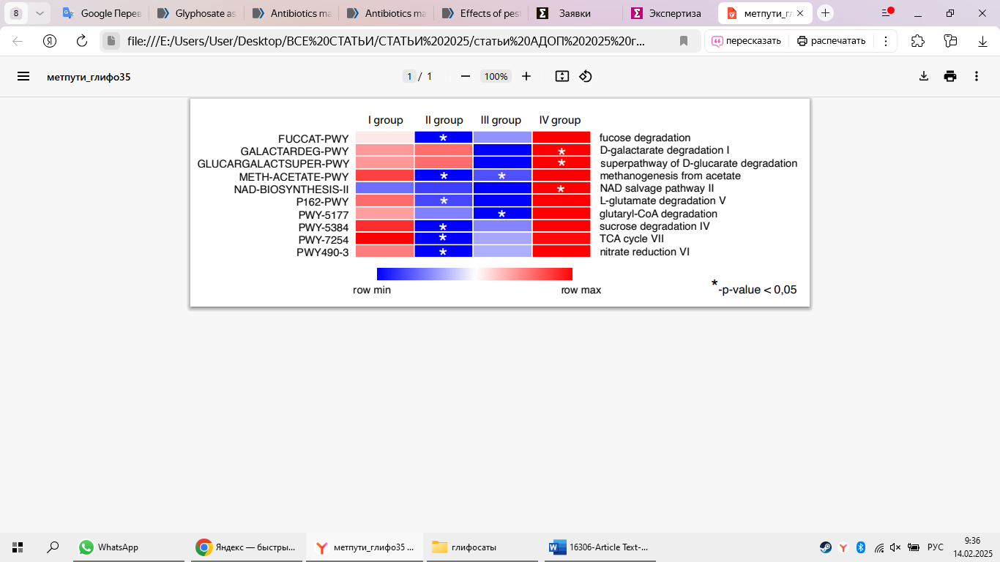 8
Google Перев
Glyphosate as
Antibiotics ma
Antibiotics ma
Effects of pest
Заявки
Экспертиза
метпути_гл
file:///E:/Users/User/Desktop/ВСЕ%20СТАТЬИ/СТАТЬИ%202025/статьи%20АДОП%202025%20г...
пересказать
распечатать
метпути_глифо35
1 / 1
100%
I group II group III group IV group
FUCCAT-PWY fucose degradation
GALACTARDEG-PWY * D-galactarate degradation I
GLUCARGALACTSUPER-PWY * superpathway of D-glucarate degradation
METH-ACETATE-PWY * * methanogenesis from acetate
NAD-BIOSYNTHESIS-II * NAD salvage pathway II
P162-PWY * L-glutamate degradation V
PWY-5177 * glutaryl-CoA degradation
PWY-5384 * sucrose degradation IV
PWY-7254 * TCA cycle VII
PWY490-3 * nitrate reduction VI
row min row max
*-p-value < 0,05
WhatsApp
Яндекс — быстры...
метпути_глифо35 ...
глифосаты
16306-Article Text-...
РУС
9:36
14.02.2025